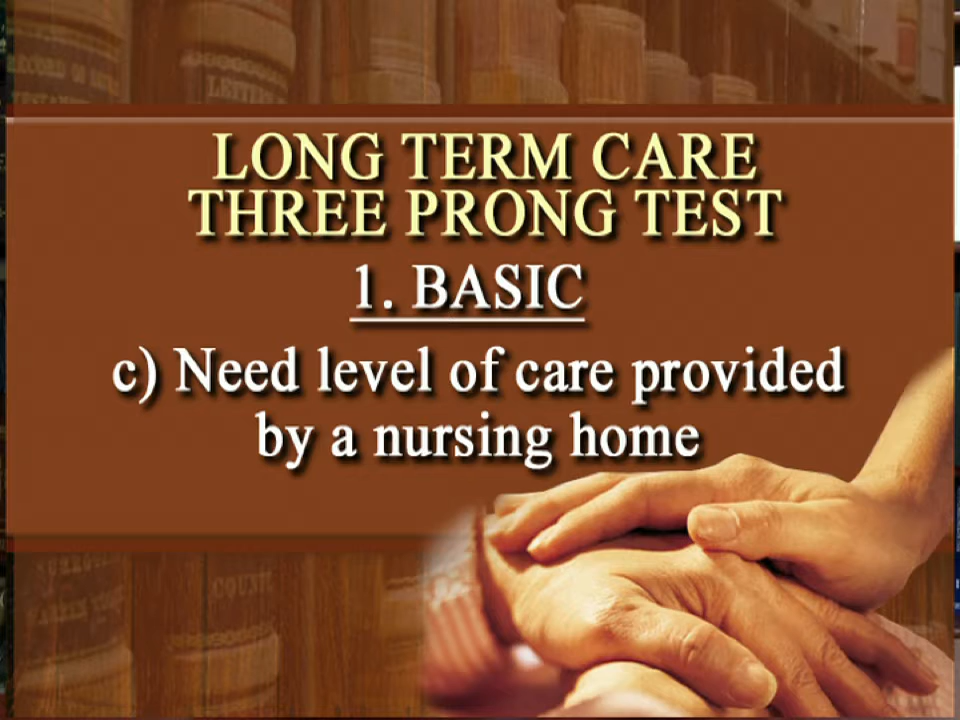 LONG TERM CARE
THREE PRONG TEST
1. BASIC
c) Need level of care provided
by a nursing home